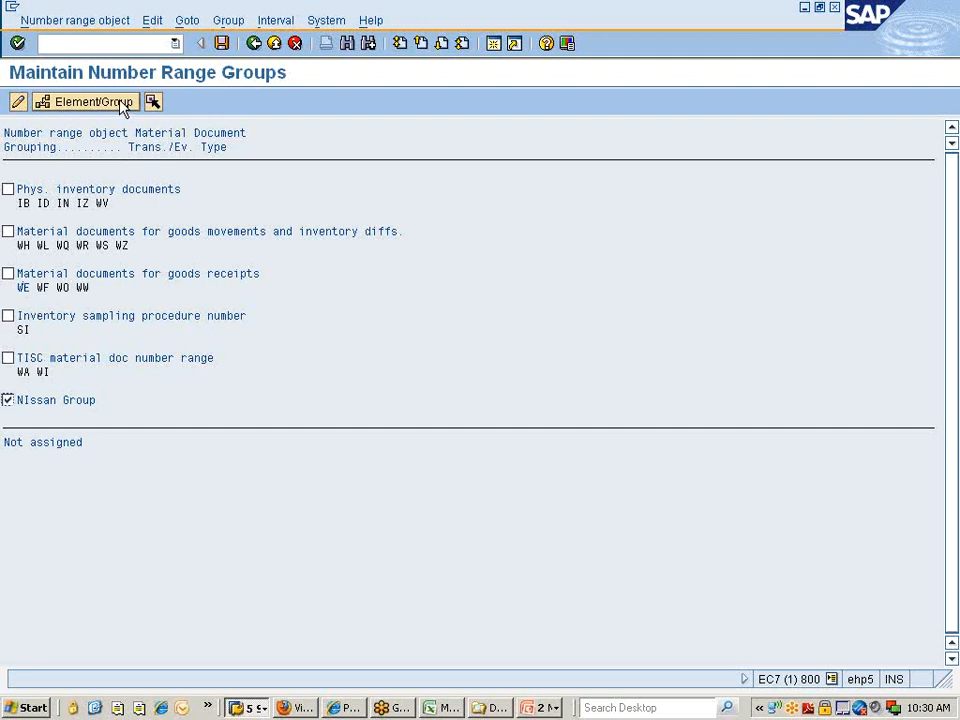 Number range object Edit Goto Group Interval System Help
SAP
Maintain Number Range Groups
Element/Group
Number range object Material Document
Grouping.......... Trans./Ev. Type
Phys. inventory documents
IB ID IN IZ WV
Material documents for goods movements and inventory diffs.
WH WL WQ WR WS WZ
Material documents for goods receipts
WE WF WO WW
Inventory sampling procedure number
SI
TISC material doc number range
WA WI
NIssan Group
Not assigned
EC7 (1) 800 ehp5 INS
Start » 5 S Vi... P... G... M... D... 2 Search Desktop « 10:30 AM